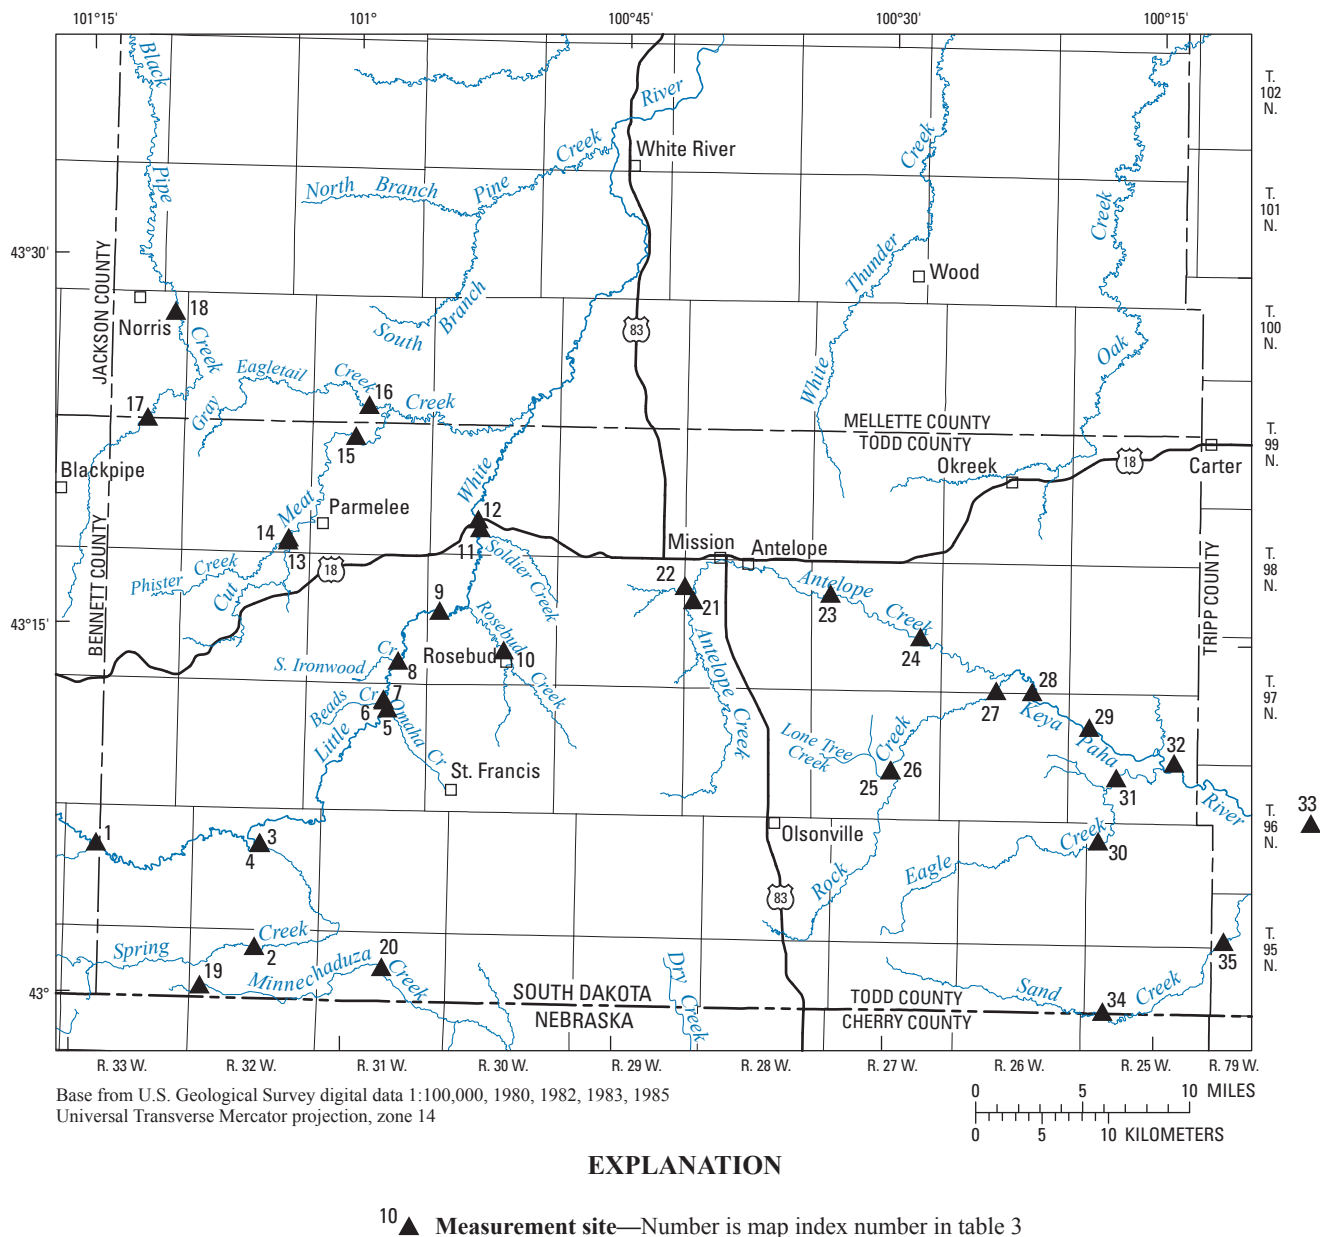 101°15'
101°
100°45'
100°30'
100°15'
Black
Pipe
Creek
River
White River
T.
102
N.
North Branch
Pine
Creek
Creek
Creek
T.
101
N.
43°30'
JACKSON COUNTY
Norris
18
South
Branch
83
Thunder
Wood
White
Oak
T.
100
N.
Eagletail
Creek
16
Creek
17
Gray
15
MELLETTE COUNTY
TODD COUNTY
T.
99
N.
Blackpipe
White
Okreek
18
Carter
Meat
Parmelee
12
11
14
13
BENNETT COUNTY
Phister Creek
Cut
18
Soldier Creek
Mission
Antelope
TRIPP COUNTY
T.
98
N.
22
21
Antelope
Creek
23
24
43°15'
9
Rosebud
Creek
Rosebud
10
S. Ironwood
Cr
8
Antelope Creek
Beads
Cr
7
6
5
Omaha Cr
Little
27
28
Keya
Paha
River
29
T.
97
N.
Lone Tree
Creek
Creek
26
25
31
32
St. Francis
1
3
4
Olsonville
T.
96
N.
33
Creek
30
Eagle
Rock
83
Spring
Creek
2
19
Minnechaduza
Creek
20
Dry Creek
T.
95
N.
35
Sand
Creek
34
43°
SOUTH DAKOTA
NEBRASKA
TODD COUNTY
CHERRY COUNTY
R. 33 W.
R. 32 W.
R. 31 W.
R. 30 W.
R. 29 W.
R. 28 W.
R. 27 W.
R. 26 W.
R. 25 W.
R. 79 W.
Base from U.S. Geological Survey digital data 1:100,000, 1980, 1982, 1983, 1985
Universal Transverse Mercator projection, zone 14
0 5 10 MILES
0 5 10 KILOMETERS
EXPLANATION
10 Measurement site—Number is map index number in table 3